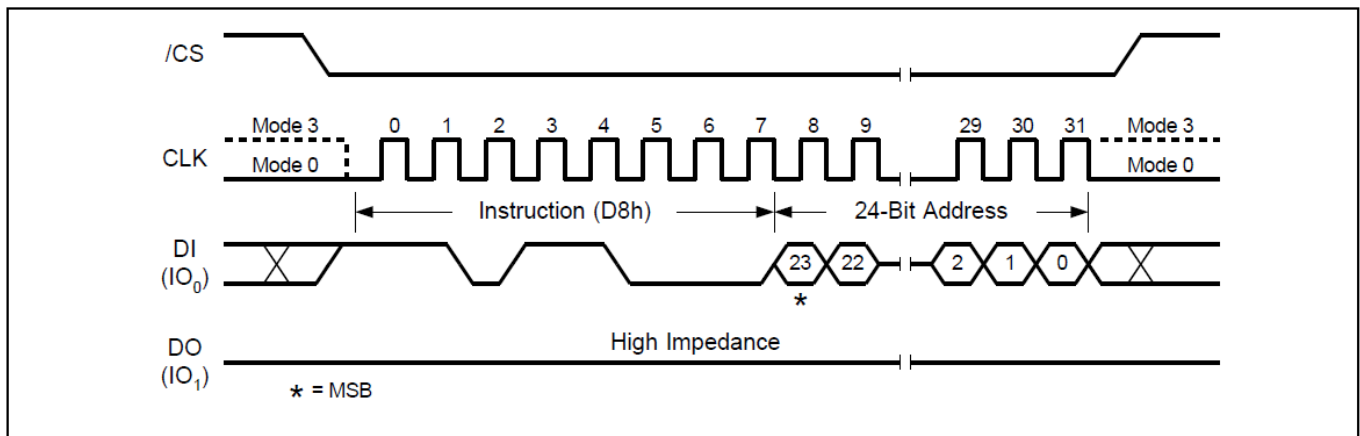 /CS
Mode 3 0 1 2 3 4 5 6 7 8 9 29 30 31 Mode 3
CLK
Mode 0 Mode 0
Instruction (D8h) 24-Bit Address
DI
(IO₀)
23 22 2 1 0
*
High Impedance
DO
(IO₁)
* = MSB